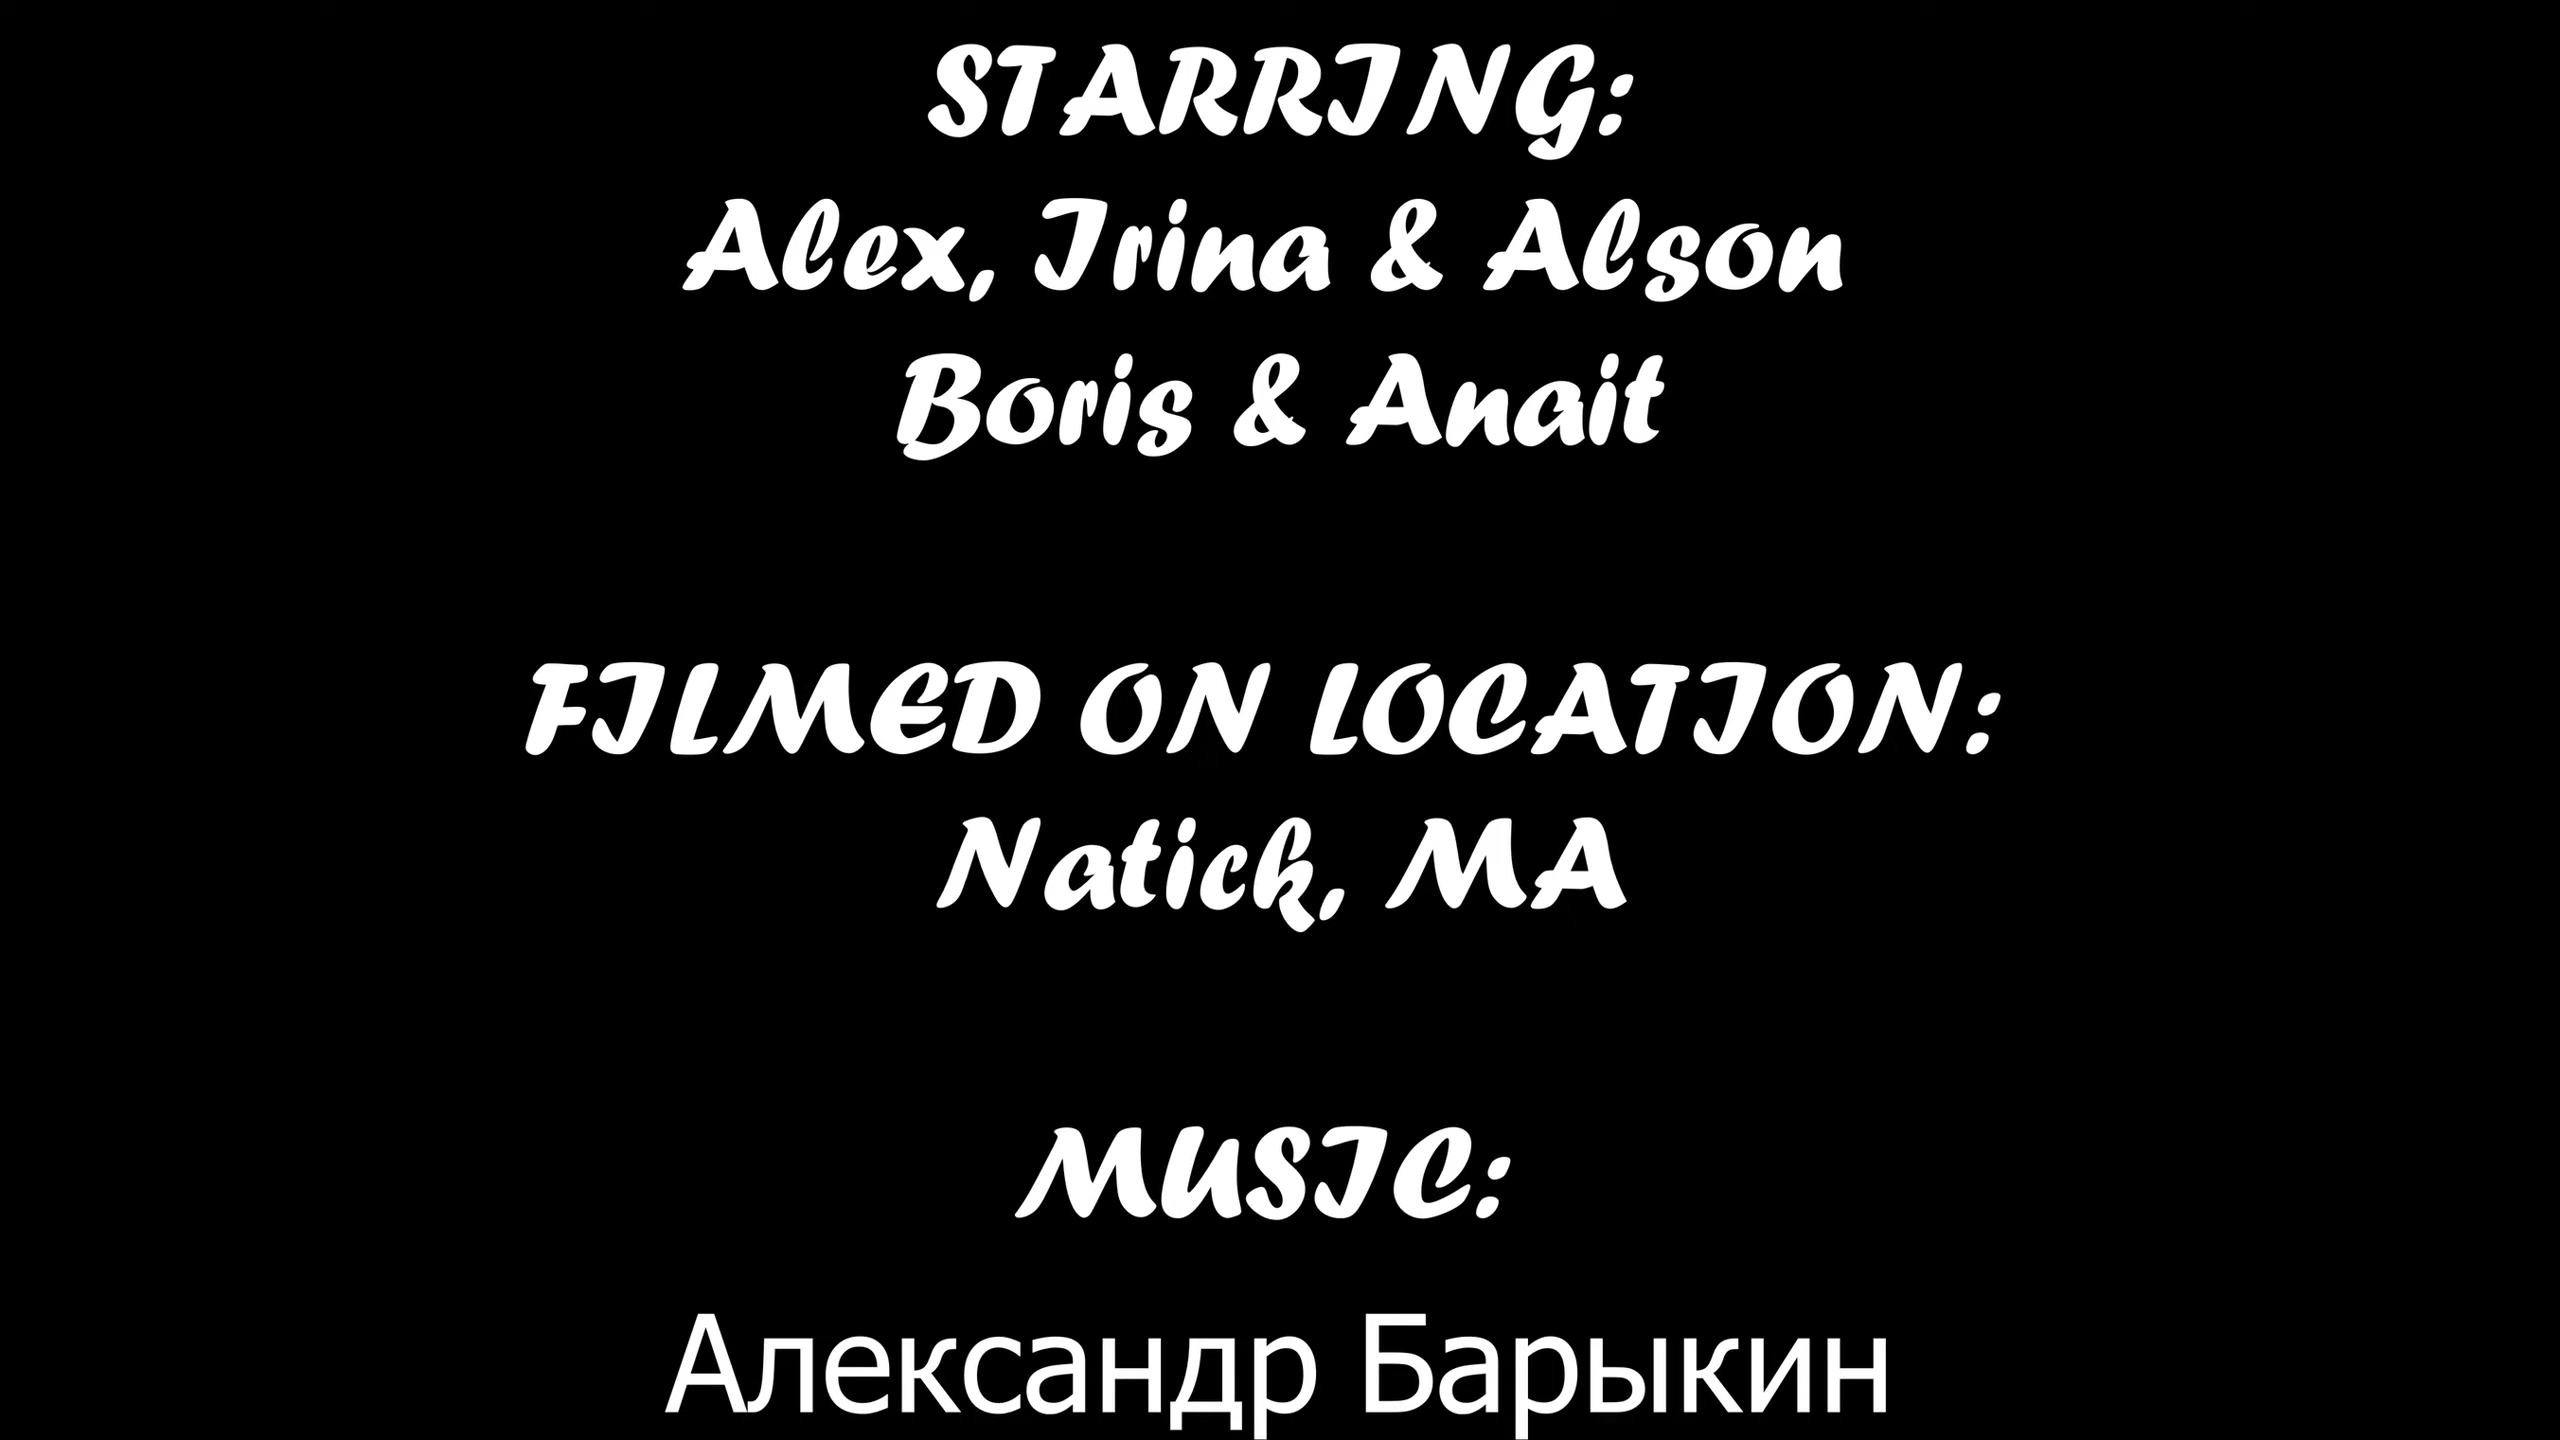 STARRING:
Alex, Irina & Alson
Boris & Anait
FILMED ON LOCATION:
Natick, MA
MUSIC:
Александр Барыкин